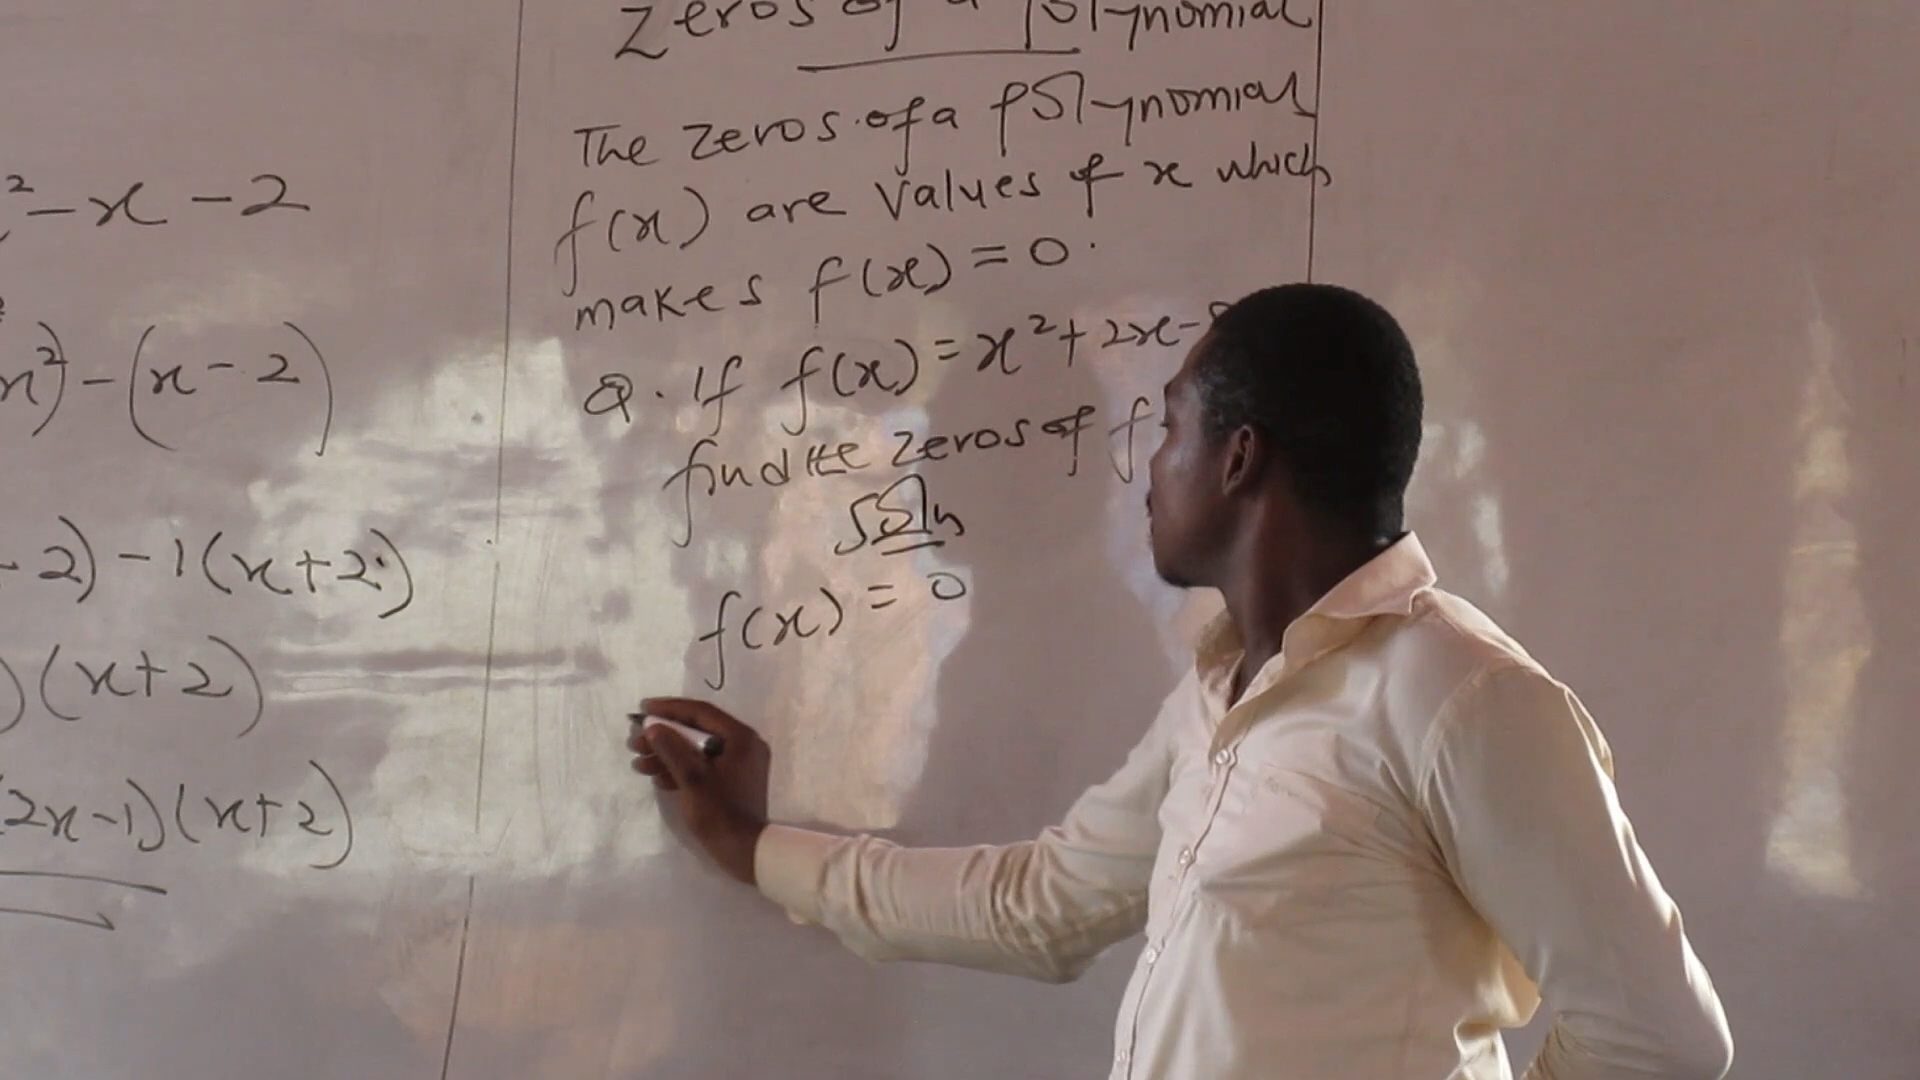 ²-x-2
x²)-(x-2)
-2)-1(x+2)
)(x+2)
(2x-1)(x+2)
Zeros of a polynomial
The zeros of a polynomial
f(x) are values of x which
makes f(x)=0.
Q. If f(x)=x²+2x-
find the zeros of f
Soln
f(x)=0